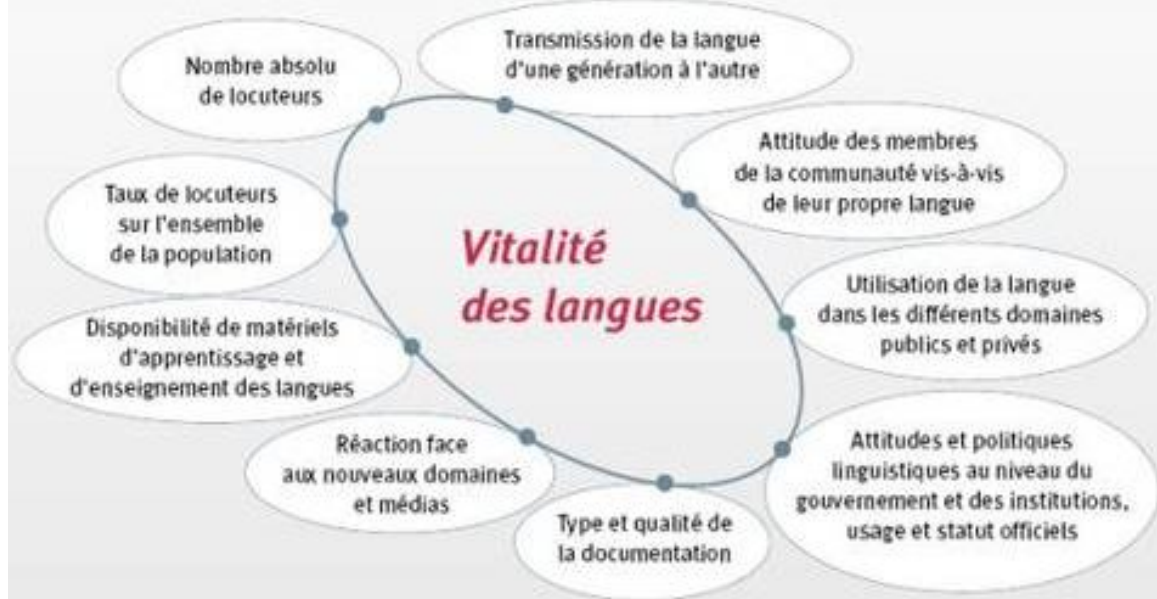 Nombre absolu
de locuteurs
Transmission de la langue
d'une génération à l'autre
Attitude des membres
de la communauté vis-à-vis
de leur propre langue
Taux de locuteurs
sur l'ensemble
de la population
Vitalité
des langues
Utilisation de la langue
dans les différents domaines
publics et privés
Disponibilité de matériels
d'apprentissage et
d'enseignement des langues
Réaction face
aux nouveaux domaines
et médias
Type et qualité de
la documentation
Attitudes et politiques
linguistiques au niveau du
gouvernement et des institutions,
usage et statut officiels